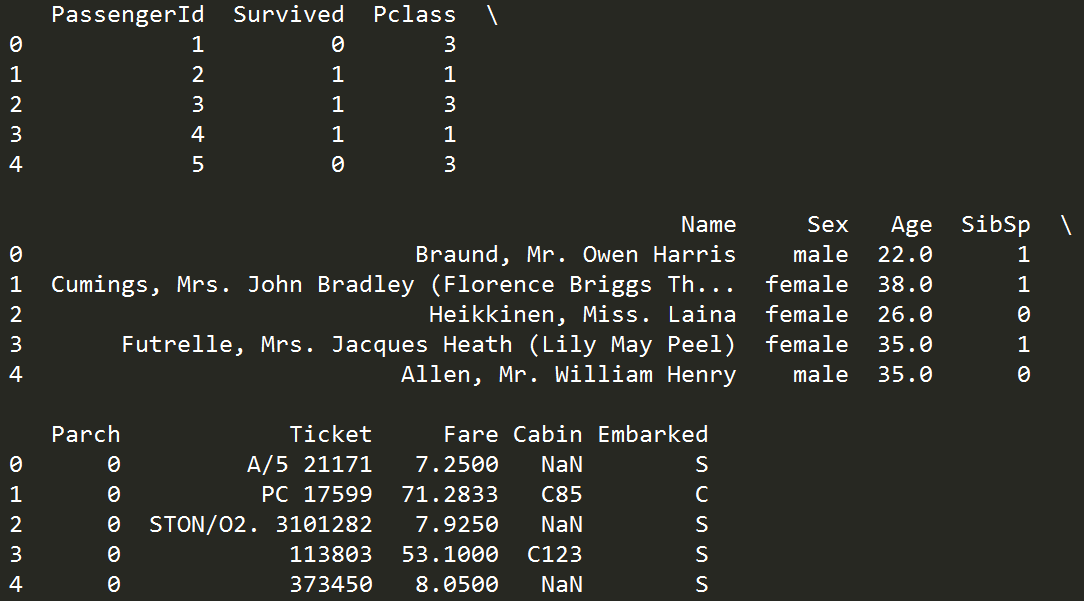 PassengerId  Survived  Pclass  \
0            1         0       3
1            2         1       1
2            3         1       3
3            4         1       1
4            5         0       3

                                                Name     Sex   Age  SibSp  \
0                            Braund, Mr. Owen Harris    male  22.0      1
1  Cumings, Mrs. John Bradley (Florence Briggs Th...  female  38.0      1
2                             Heikkinen, Miss. Laina  female  26.0      0
3       Futrelle, Mrs. Jacques Heath (Lily May Peel)  female  35.0      1
4                           Allen, Mr. William Henry    male  35.0      0

   Parch            Ticket     Fare Cabin Embarked
0      0         A/5 21171   7.2500   NaN        S
1      0          PC 17599  71.2833   C85        C
2      0  STON/O2. 3101282   7.9250   NaN        S
3      0            113803  53.1000  C123        S
4      0            373450   8.0500   NaN        S